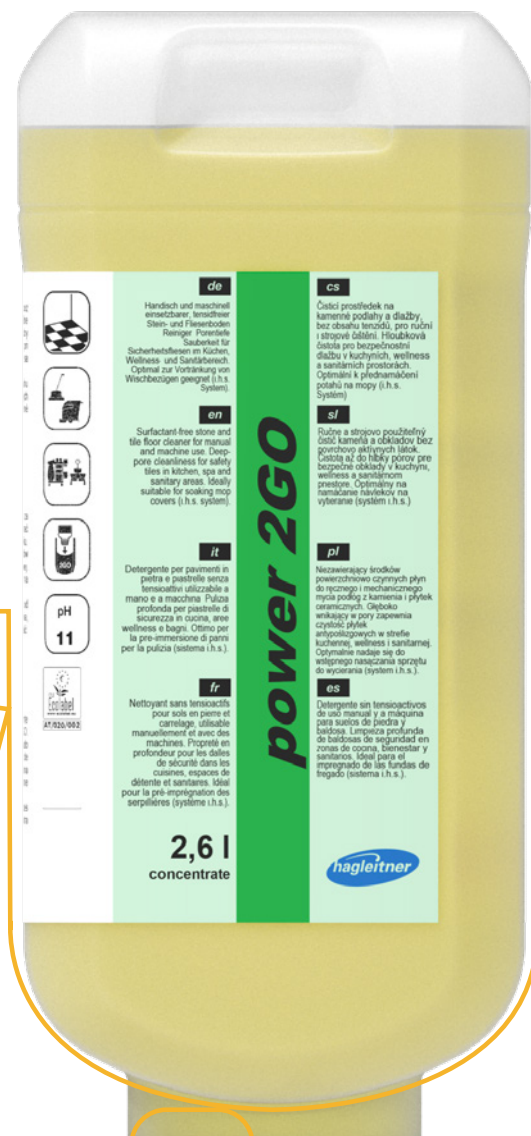 de
Handisch und maschinell
einsetzbarer, tensidfreier
Stein- und Fliesenboden
Reiniger Porentiefe
Sauberkeit für
Sicherheitsfliesen im Küchen,
Wellness- und Sanitärbereich.
Optimal zur Vortränkung von
Wischbezügen geeignet (i.h.s.
System).
en
Surfactant-free stone and
tile floor cleaner for manual
and machine use. Deep-
pore cleanliness for safety
tiles in kitchen, spa and
sanitary areas. Ideally
suitable for soaking mop
covers (i.h.s. system).
it
Detergente per pavimenti in
pietra e piastrelle senza
tensioattivi utilizzabile a
mano e a macchina Pulizia
profonda per piastrelle di
sicurezza in cucina, aree
wellness e bagni. Ottimo per
la pre-immersione di panni
per la pulizia (sistema i.h.s.).
fr
Nettoyant sans tensioactifs
pour sols en pierre et
carrelage, utilisable
manuellement et avec des
machines. Propreté en
profondeur pour les dalles
de sécurité dans les
cuisines, espaces de
détente et sanitaires. Idéal
pour la pré-imprégnation des
serpillières (système i.h.s.).
2,6 l
concentrate
power 2GO
cs
Čisticí prostředek na
kamenné podlahy a dlažby,
bez obsahu tenzidů, pro ruční
i strojové čištění. Hloubková
čistota pro bezpečnostní
dlažbu v kuchyních, wellness
a sanitárních prostorách.
Optimální k přednamáčení
potahů na mopy (i.h.s.
Systém)
sl
Ručne a strojovo použiteľný
čistič kameňa a obkladov bez
povrchovo aktívnych látok.
Čistota až do hĺbky pórov pre
bezpečné obklady v kuchyni,
wellness a sanitárnom
priestore. Optimálny na
namáčanie návlekov na
vytieranie (systém i.h.s.)
pl
Niezawierający środków
powierzchniowo czynnych płyn
do ręcznego i mechanicznego
mycia podłóg z kamienia i płytek
ceramicznych. Głęboko
wnikający w pory zapewnia
czystość płytek
antypoślizgowych w strefie
kuchennej, wellness i sanitarnej.
Optymalnie nadaje się do
wstępnego nasączania sprzętu
do wycierania (system i.h.s.).
es
Detergente sin tensioactivos
de uso manual y a máquina
para suelos de piedra y
baldosa. Limpieza profunda
de baldosas de seguridad en
zonas de cocina, bienestar y
sanitarios. Ideal para el
impregnado de las fundas de
fregado (sistema i.h.s.).
hagleitner
2GO
pH
11
Ecolabel
AT/020/002